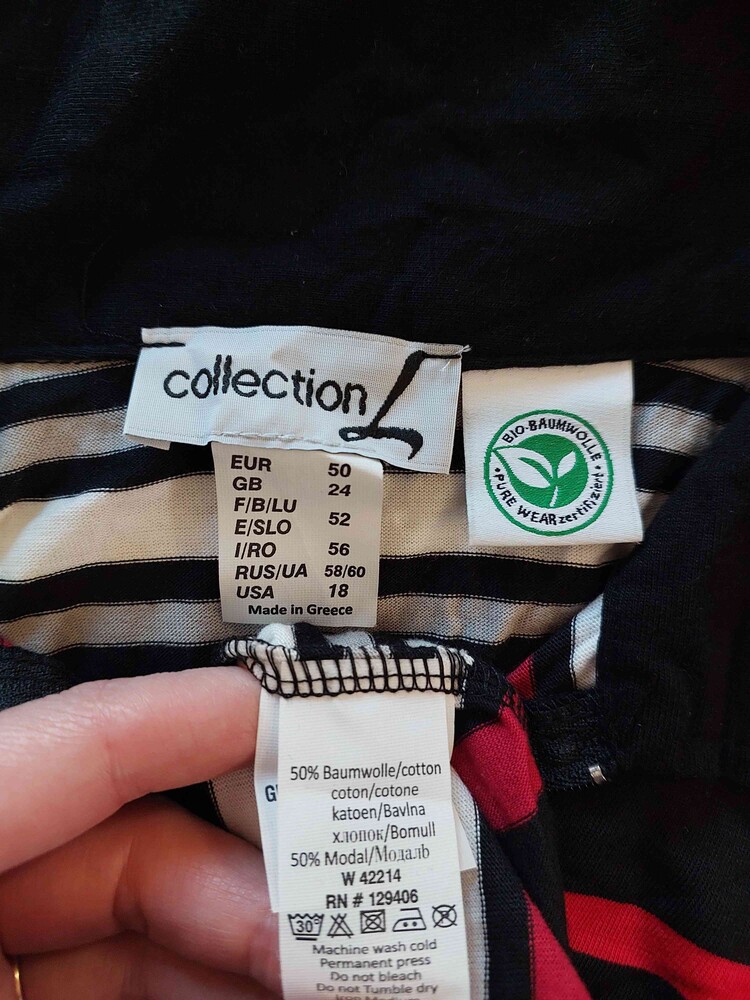 collection L
BIO-BAUMWOLLE
PURE WEAR zertifiziert
EUR 50
GB 24
F/B/LU
E/SLO 52
I/RO 56
RUS/UA 58/60
USA 18
Made in Greece
50% Baumwolle/cotton
coton/cotone
katoen/Bavlna
хлопок/Bomull
50% Modal/Модаль
W 42214
RN # 129406
30°
Machine wash cold
Permanent press
Do not bleach
Do not Tumble dry